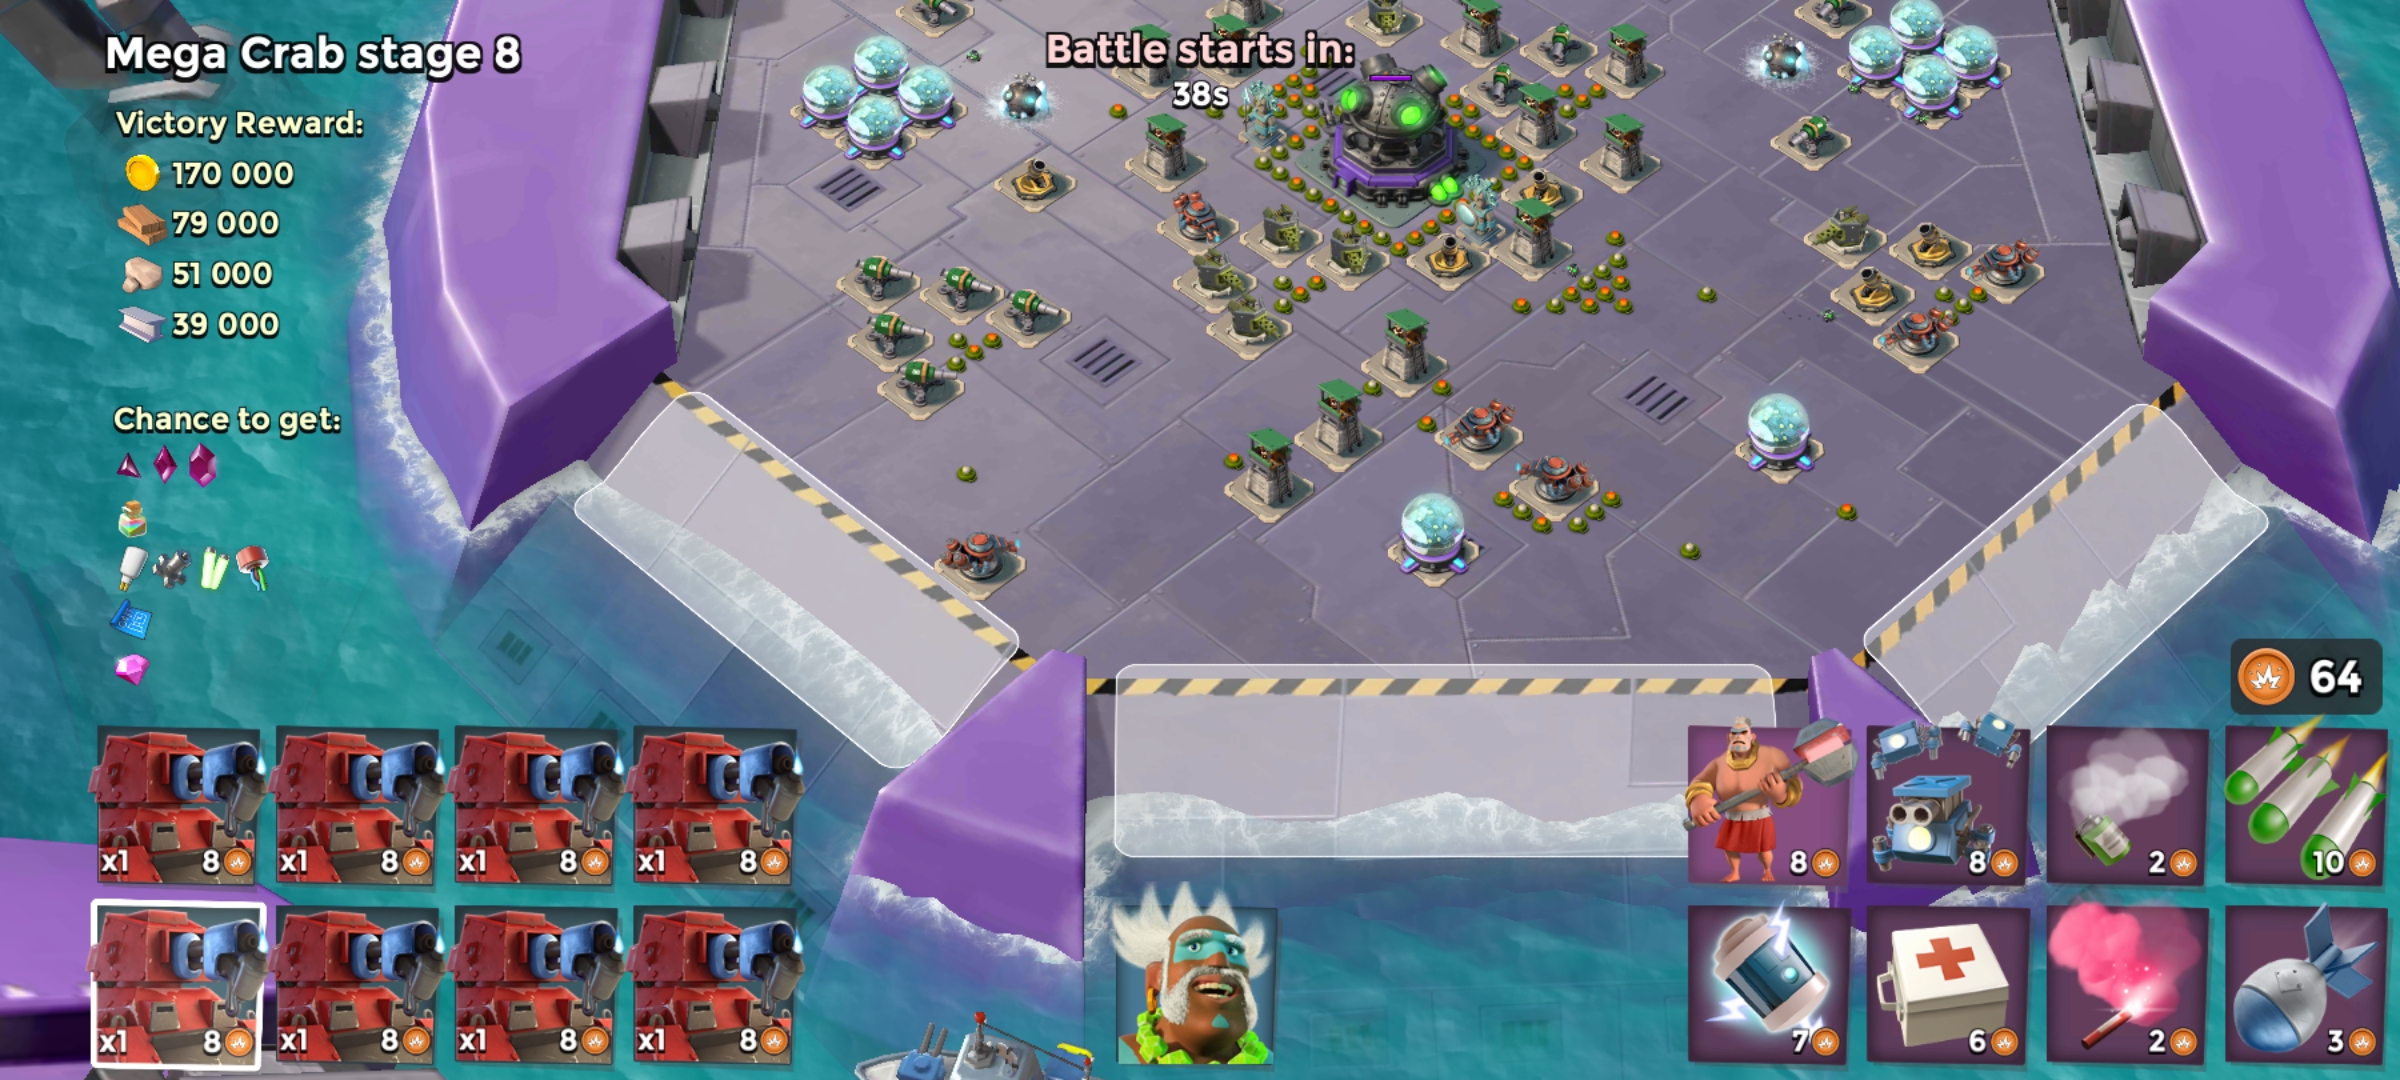 Mega Crab stage 8
Battle starts in:
38s
Victory Reward:
170 000
79 000
51 000
39 000
Chance to get:
64
x1 8
x1 8
x1 8
x1 8
8
8
2
10
x1 8
x1 8
x1 8
x1 8
7
6
2
3